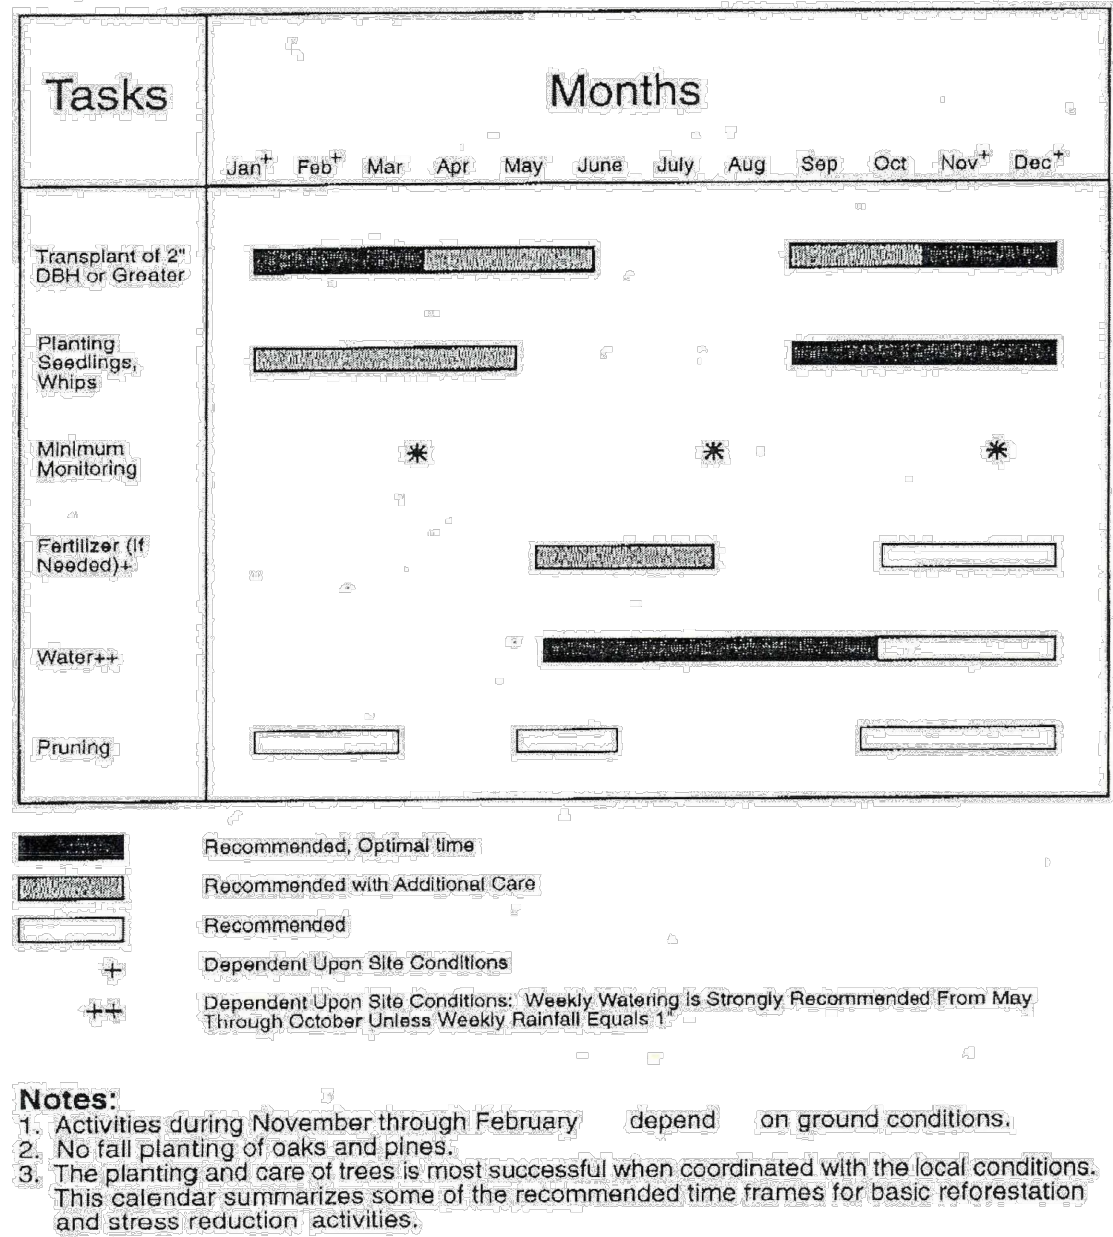 Tasks
Months
Jan+ Feb+ Mar Apr May June July Aug Sep Oct Nov+ Dec+
Transplant of 2"
DBH or Greater
Planting
Seedlings,
Whips
Minimum
Monitoring
* * *
Fertilizer (If
Needed)+
Water++
Pruning
Recommended, Optimal time
Recommended with Additional Care
Recommended
+ Dependent Upon Site Conditions
++ Dependent Upon Site Conditions: Weekly Watering is Strongly Recommended From May
Through October Unless Weekly Rainfall Equals 1"
Notes:
1. Activities during November through February depend on ground conditions.
2. No fall planting of oaks and pines.
3. The planting and care of trees is most successful when coordinated with the local conditions.
This calendar summarizes some of the recommended time frames for basic reforestation
and stress reduction activities.